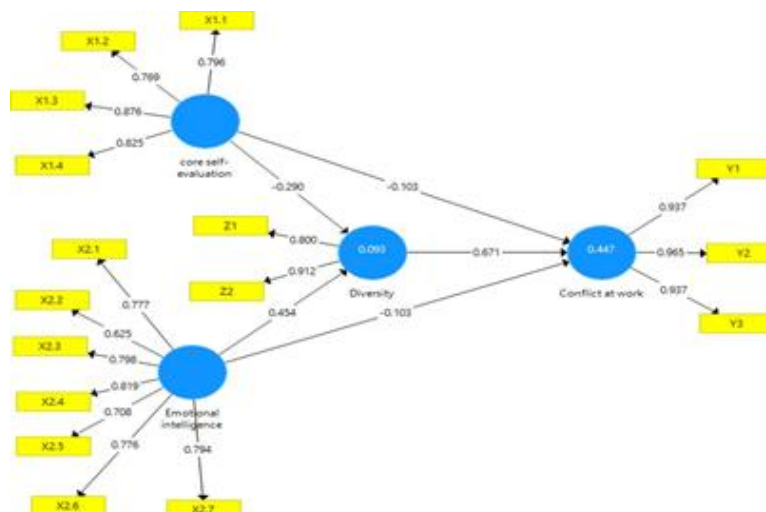 X1.1
X1.2
0.796
0.769
X1.3
0.876
0.825
X1.4
core self-
evaluation
-0.103
Y1
-0.290
Z1
0.937
X2.1
0.800
0.093
0.671
0.447
0.965
Y2
0.912
Z2
Diversity
Conflict at work
X2.2
0.777
0.454
0.937
-0.103
Y3
0.625
X2.3
0.798
0.819
X2.4
0.708
Emotional
intelligence
X2.5
0.776
0.794
X2.6
X2.7